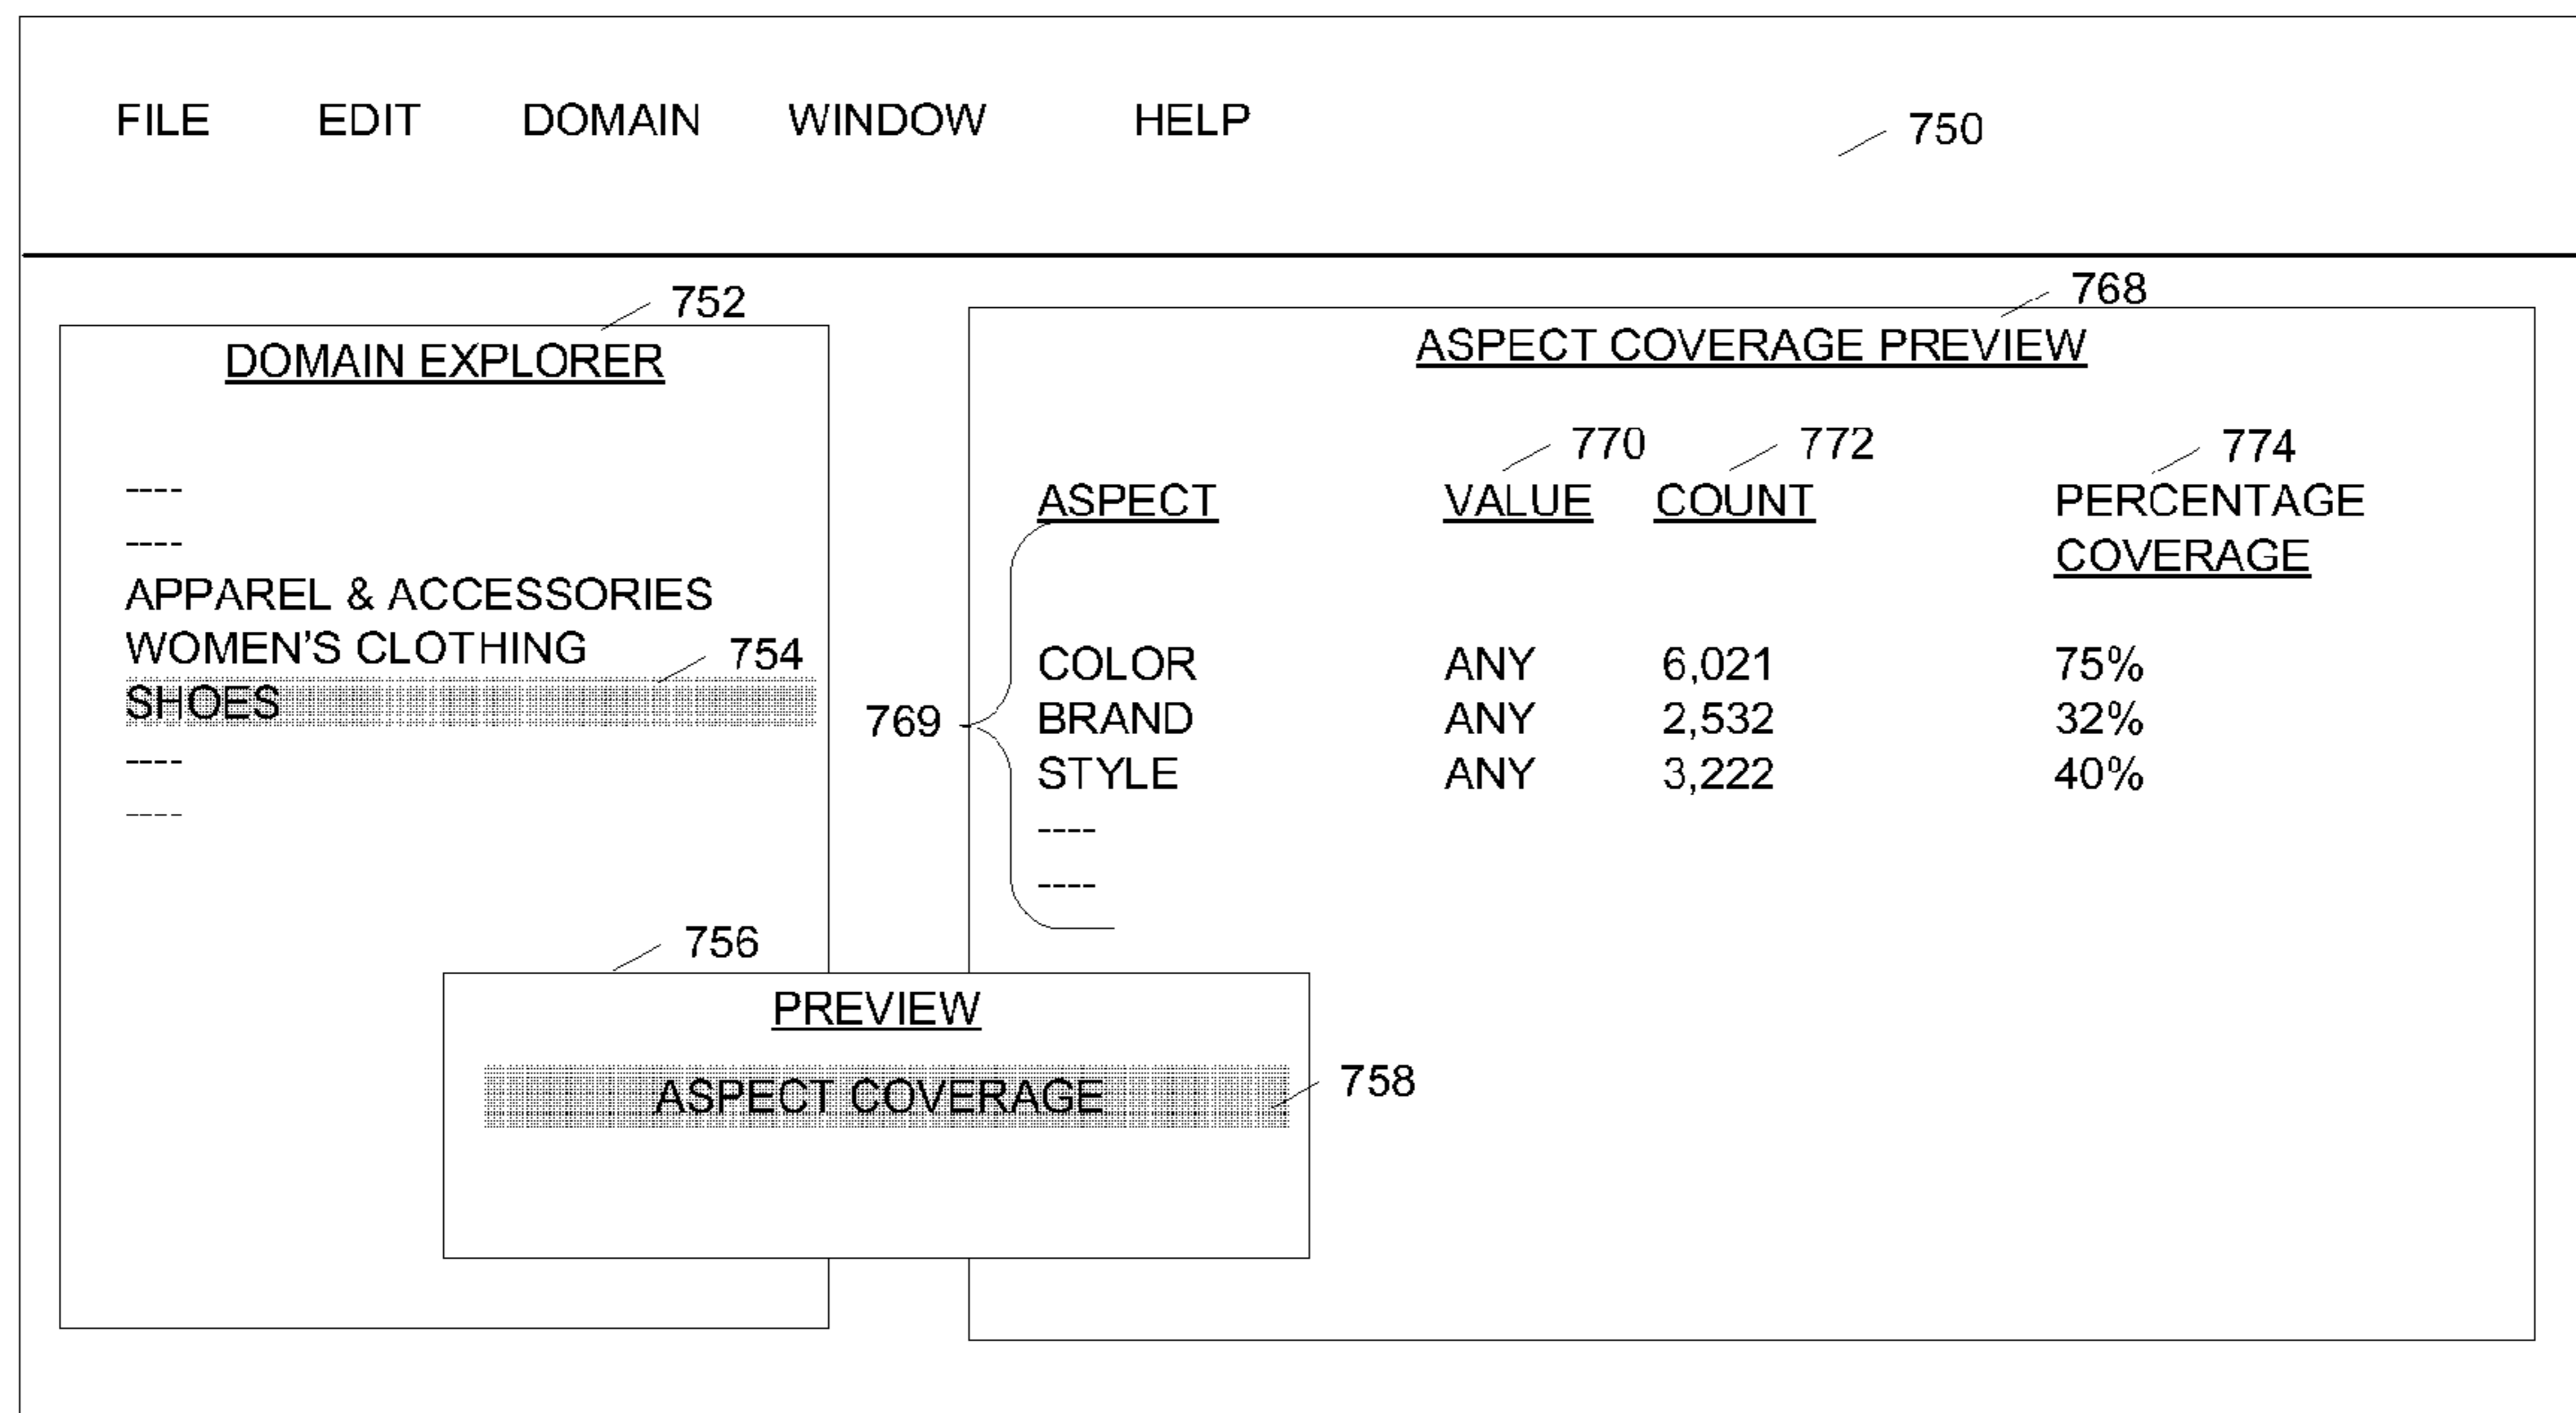 FILE EDIT DOMAIN WINDOW HELP
750
752
DOMAIN EXPLORER
----
----
APPAREL & ACCESSORIES
WOMEN'S CLOTHING
754
SHOES
----
----
768
ASPECT COVERAGE PREVIEW
770 772 774
ASPECT VALUE COUNT PERCENTAGE
COVERAGE
COLOR ANY 6,021 75%
769
BRAND ANY 2,532 32%
STYLE ANY 3,222 40%
----
----
756
PREVIEW
ASPECT COVERAGE
758